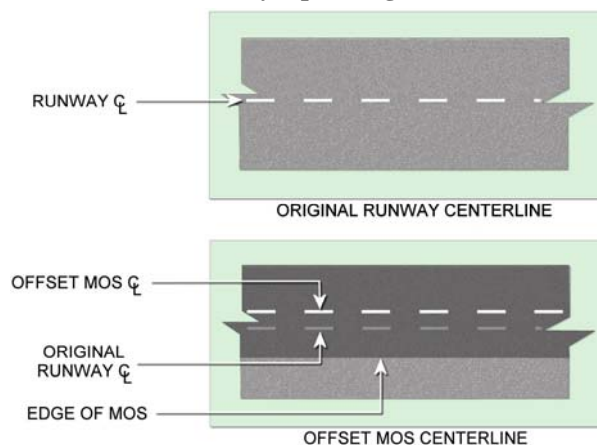 RUNWAY ℄
ORIGINAL RUNWAY CENTERLINE
OFFSET MOS ℄
ORIGINAL
RUNWAY ℄
EDGE OF MOS
OFFSET MOS CENTERLINE